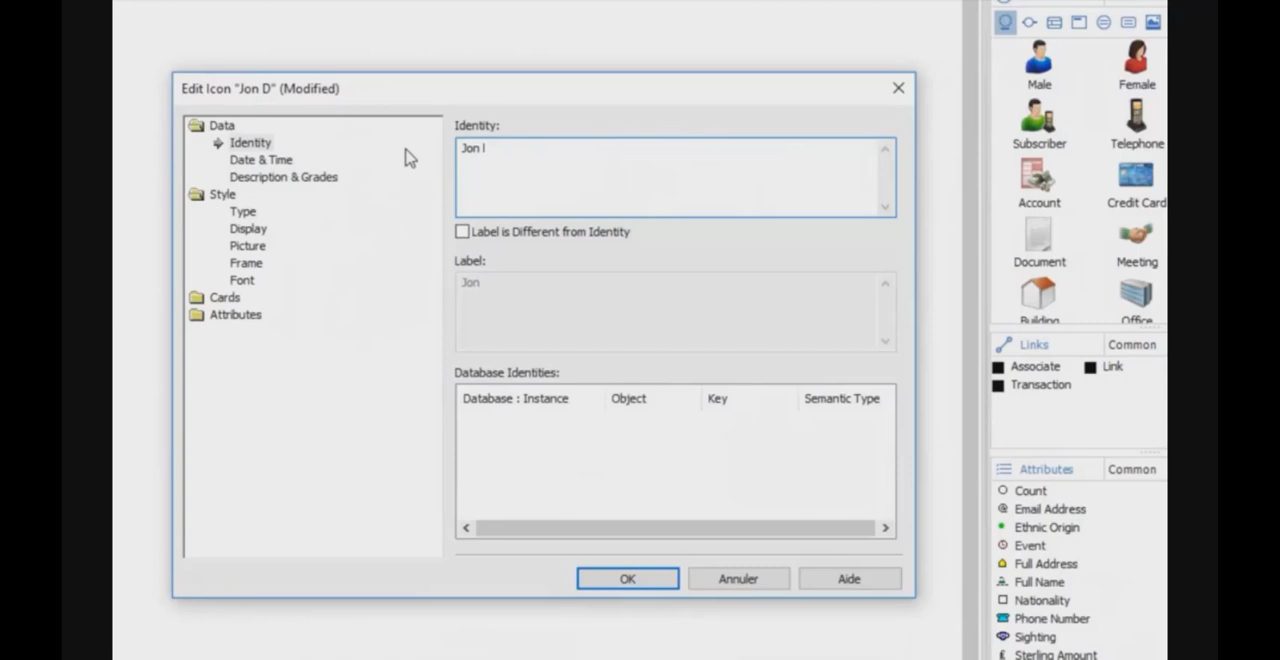 Edit Icon "Jon D" (Modified)
Data
Identity
Date & Time
Description & Grades
Style
Type
Display
Picture
Frame
Font
Cards
Attributes
Identity:
Jon
Label is Different from Identity
Label:
Jon
Database Identities:
Database : Instance Object Key Semantic Type
OK Annuler Aide
Male Female
Subscriber Telephone
Account Credit Card
Document Meeting
Building Office
Links Common
Associate Link
Transaction
Attributes Common
Count
Email Address
Ethnic Origin
Event
Full Address
Full Name
Nationality
Phone Number
Sighting
£ Sterling Amount